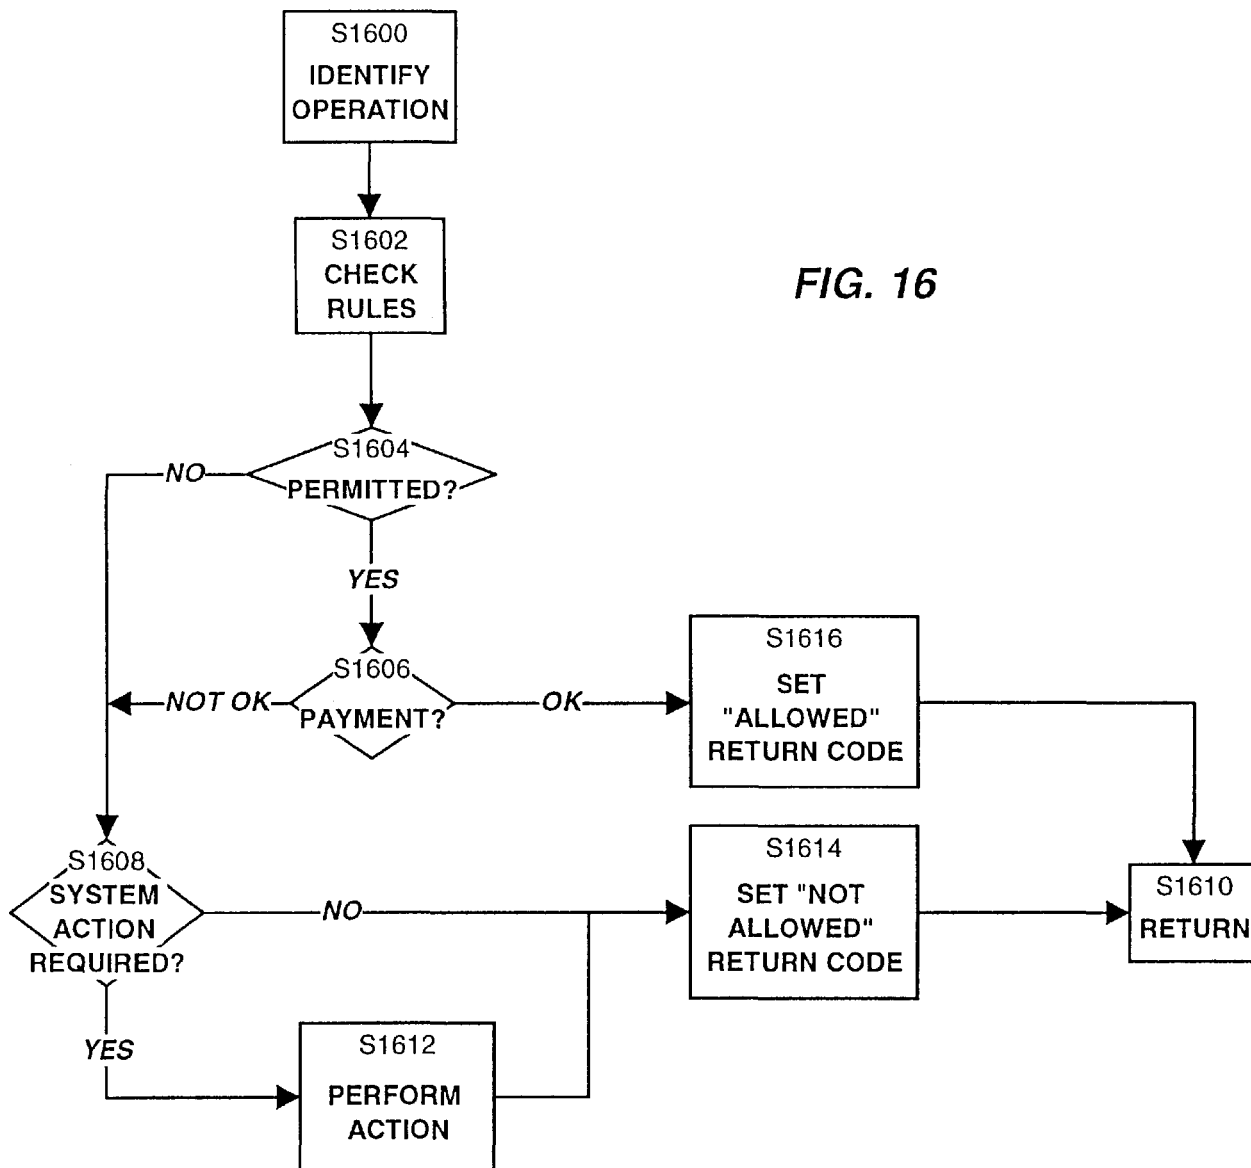 S1600
IDENTIFY
OPERATION
S1602
CHECK
RULES
FIG. 16
S1604
PERMITTED?
NO
YES
S1606
PAYMENT?
NOT OK
OK
S1616
SET
"ALLOWED"
RETURN CODE
S1608
SYSTEM
ACTION
REQUIRED?
NO
S1614
SET "NOT
ALLOWED"
RETURN CODE
S1610
RETURN
YES
S1612
PERFORM
ACTION